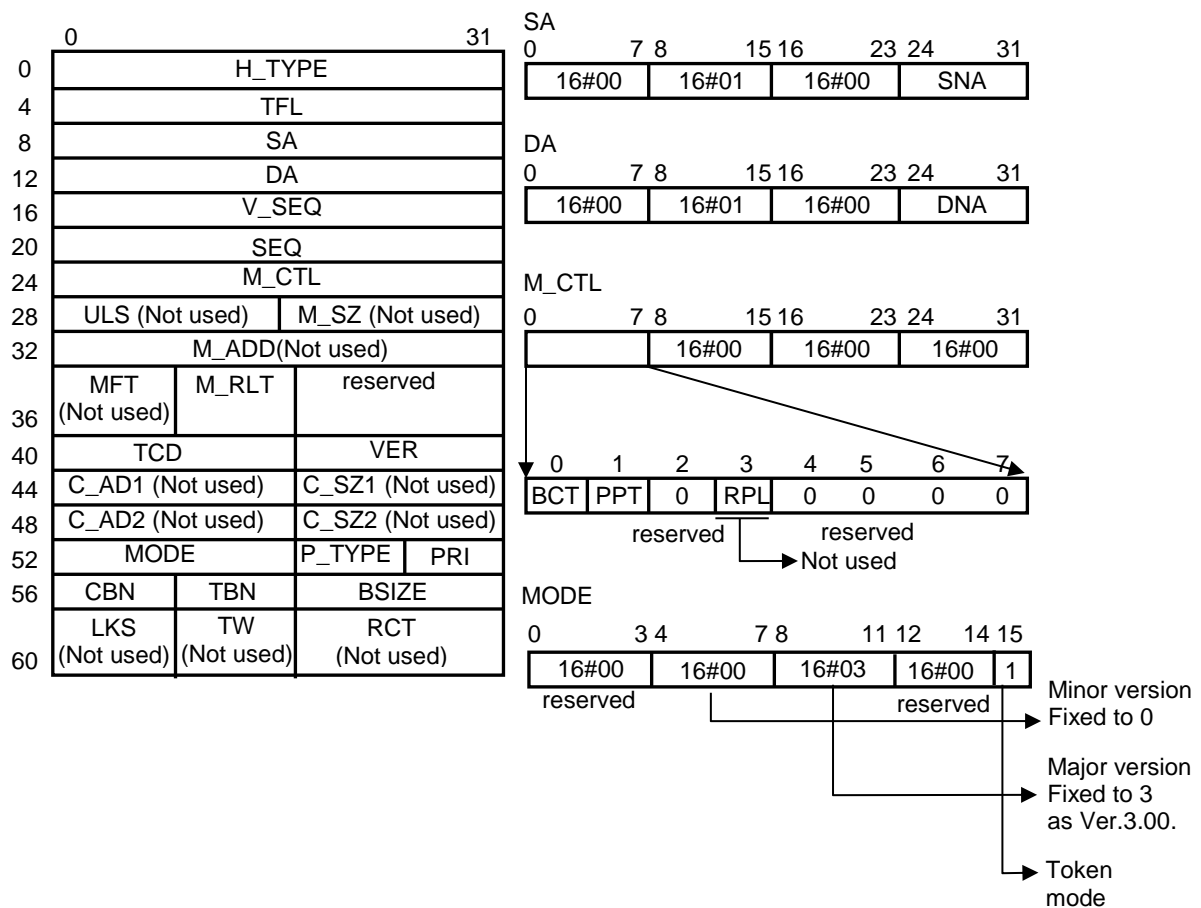 0 31
0 H_TYPE
4 TFL
8 SA
12 DA
16 V_SEQ
20 SEQ
24 M_CTL
28 ULS (Not used) M_SZ (Not used)
32 M_ADD(Not used)
36 MFT (Not used) M_RLT reserved
40 TCD VER
44 C_AD1 (Not used) C_SZ1 (Not used)
48 C_AD2 (Not used) C_SZ2 (Not used)
52 MODE P_TYPE PRI
56 CBN TBN BSIZE
60 LKS (Not used) TW (Not used) RCT (Not used)
SA
0 7 8 15 16 23 24 31
16#00 16#01 16#00 SNA
DA
0 7 8 15 16 23 24 31
16#00 16#01 16#00 DNA
M_CTL
0 7 8 15 16 23 24 31
16#00 16#00 16#00
0 1 2 3 4 5 6 7
BCT PPT 0 RPL 0 0 0 0
reserved reserved
Not used
MODE
0 3 4 7 8 11 12 14 15
16#00 16#00 16#03 16#00 1
reserved reserved
Minor version
Fixed to 0
Major version
Fixed to 3
as Ver.3.00.
Token
mode